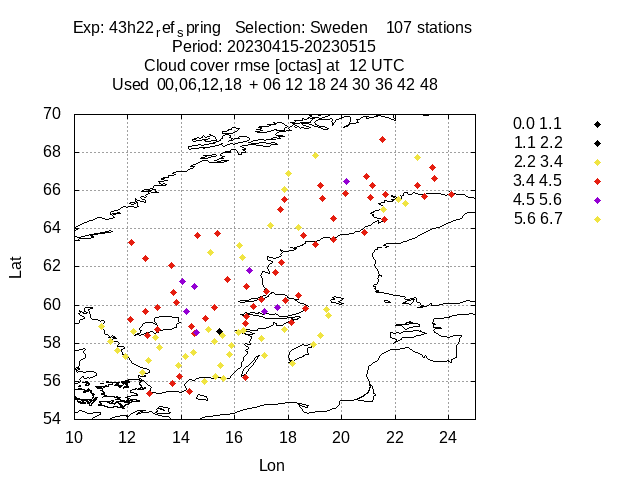 Exp: 43h22ref spring Selection: Sweden 107 stations
Period: 20230415-20230515
Cloud cover rmse [octas] at 12 UTC
Used 00,06,12,18 + 06 12 18 24 30 36 42 48
70
68
66
64
62
60
58
56
54
10 12 14 16 18 20 22 24
Lat
Lon
0.0 1.1
1.1 2.2
2.2 3.4
3.4 4.5
4.5 5.6
5.6 6.7